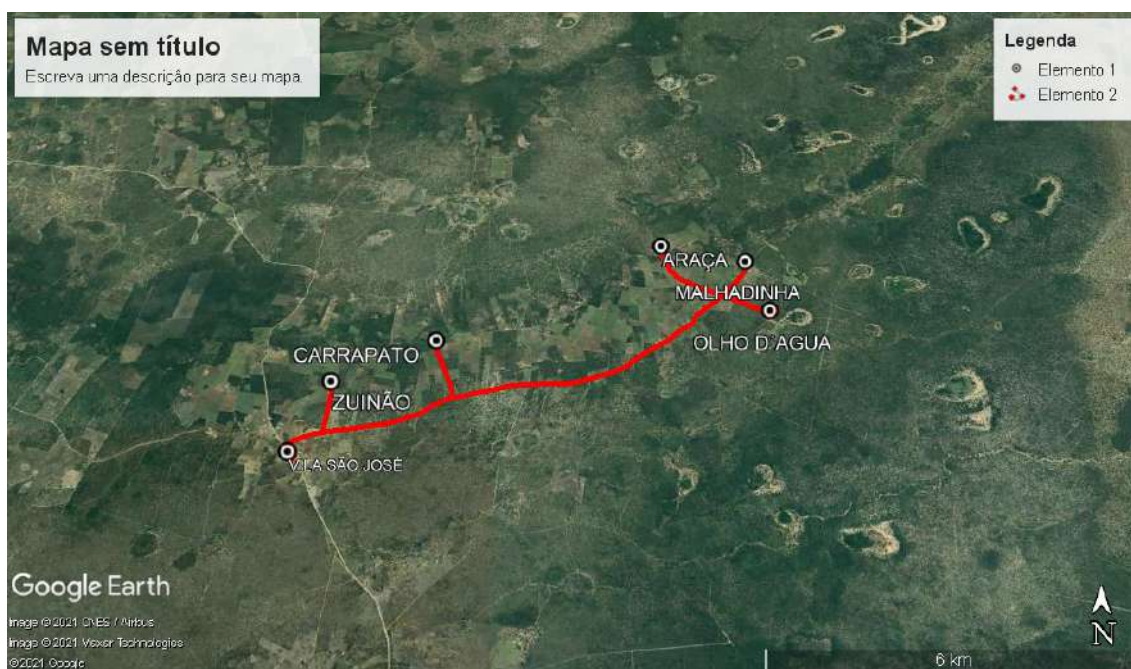 Mapa sem título
Escreva uma descrição para seu mapa.
Legenda
Elemento 1
Elemento 2
ARAÇA
MALHADINHA
OLHO D'AGUA
CARRAPATO
ZUINÃO
VILA SÃO JOSÉ
Google Earth
Image © 2021 CNES / Airbus
Image © 2021 Maxar Technologies
© 2021 Google
N
6 km